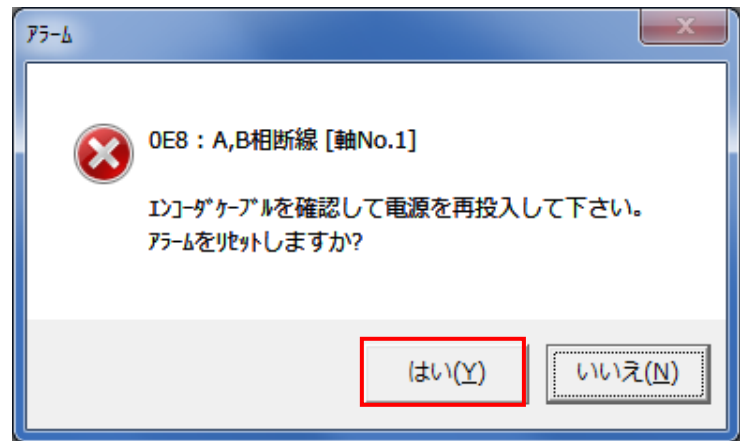 ｱﾗｰﾑ
0E8：A,B相断線 [軸No.1]
ｴﾝｺｰﾀﾞｹｰﾌﾞﾙを確認して電源を再投入して下さい。
ｱﾗｰﾑをﾘｾｯﾄしますか?
はい(Y)
いいえ(N)